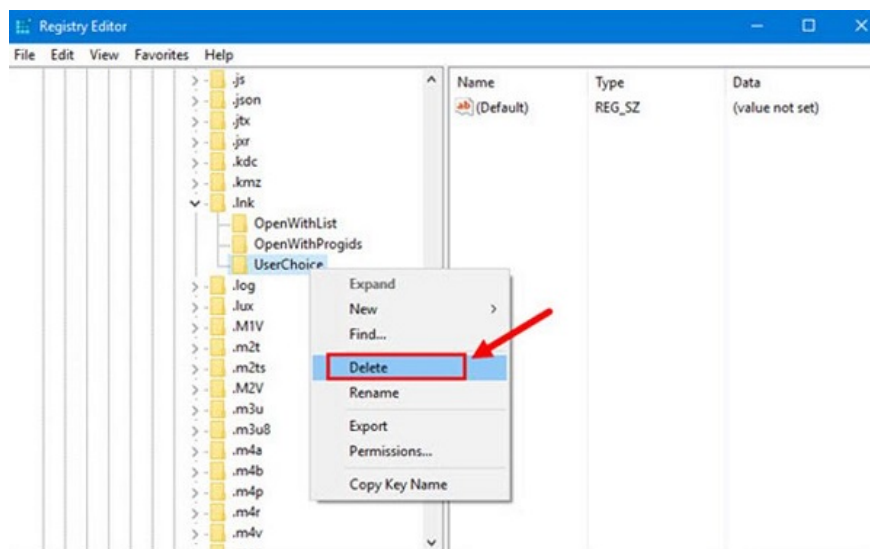 Registry Editor
File Edit View Favorites Help
Name Type Data
ab (Default) REG_SZ (value not set)
.js
.json
.jtx
.jxr
.kdc
.kmz
.lnk
OpenWithList
OpenWithProgids
UserChoice
.log
.lux
.M1V
.m2t
.m2ts
.M2V
.m3u
.m3u8
.m4a
.m4b
.m4p
.m4r
.m4v
Expand
New
Find...
Delete
Rename
Export
Permissions...
Copy Key Name